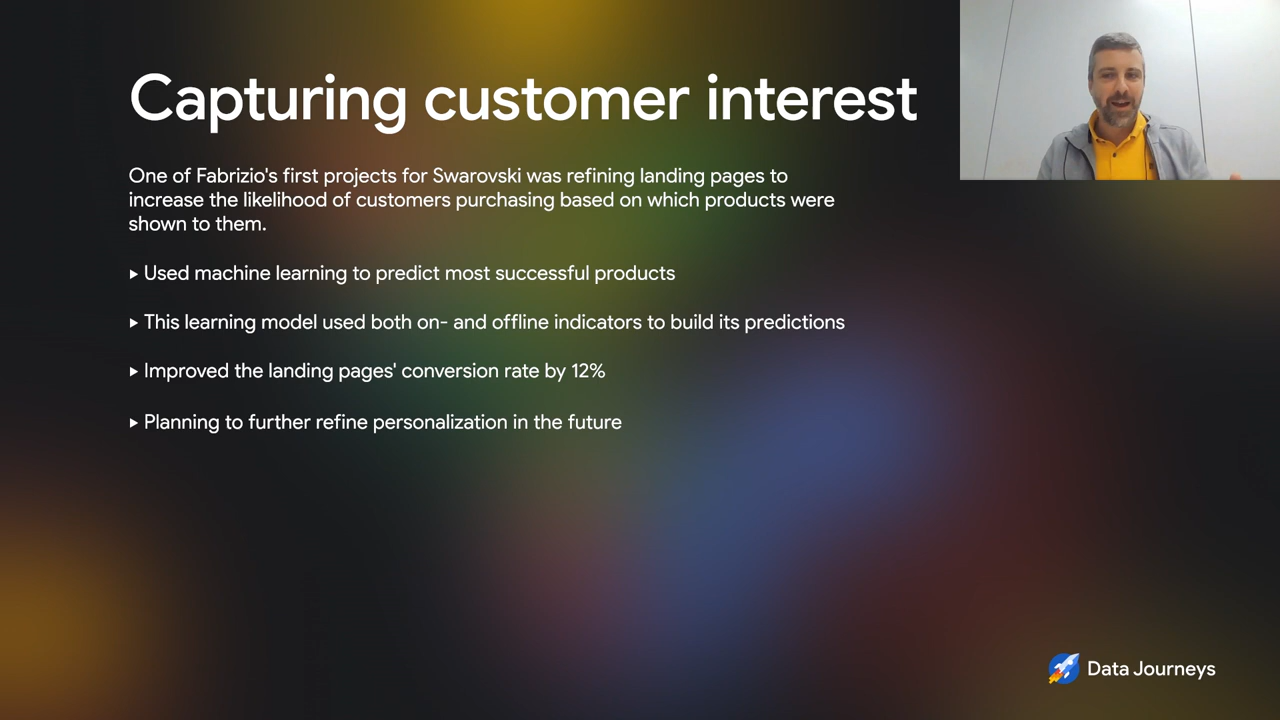 Capturing customer interest
One of Fabrizio's first projects for Swarovski was refining landing pages to
increase the likelihood of customers purchasing based on which products were
shown to them.
▸ Used machine learning to predict most successful products
▸ This learning model used both on- and offline indicators to build its predictions
▸ Improved the landing pages' conversion rate by 12%
▸ Planning to further refine personalization in the future
Data Journeys